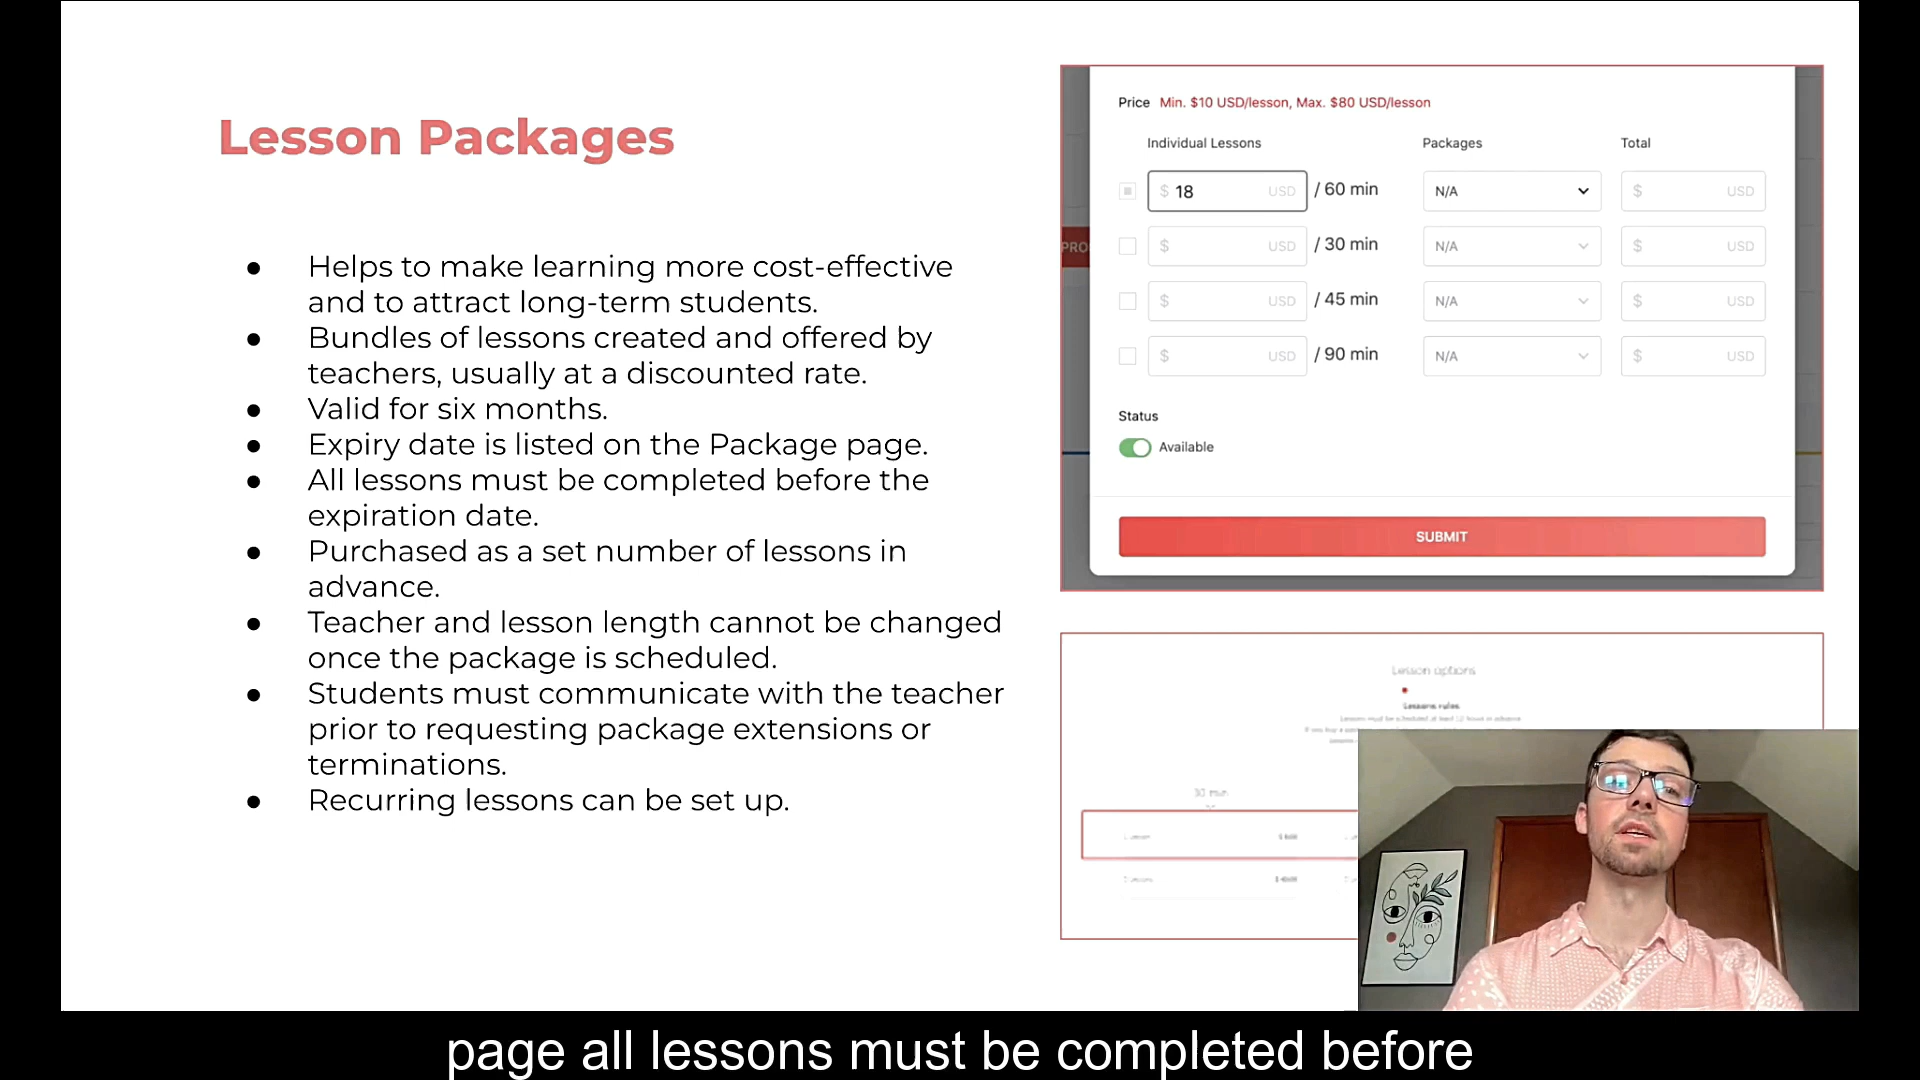 Lesson Packages
● Helps to make learning more cost-effective
and to attract long-term students.
● Bundles of lessons created and offered by
teachers, usually at a discounted rate.
● Valid for six months.
● Expiry date is listed on the Package page.
● All lessons must be completed before the
expiration date.
● Purchased as a set number of lessons in
advance.
● Teacher and lesson length cannot be changed
once the package is scheduled.
● Students must communicate with the teacher
prior to requesting package extensions or
terminations.
● Recurring lessons can be set up.
Price Min. $10 USD/lesson, Max. $80 USD/lesson
Individual Lessons Packages Total
$ 18 USD / 60 min N/A $ USD
PRO
$ USD / 30 min N/A $ USD
$ USD / 45 min N/A $ USD
$ USD / 90 min N/A $ USD
Status
Available
SUBMIT
Lesson options
Lessons rules
30 min
page all lessons must be completed before